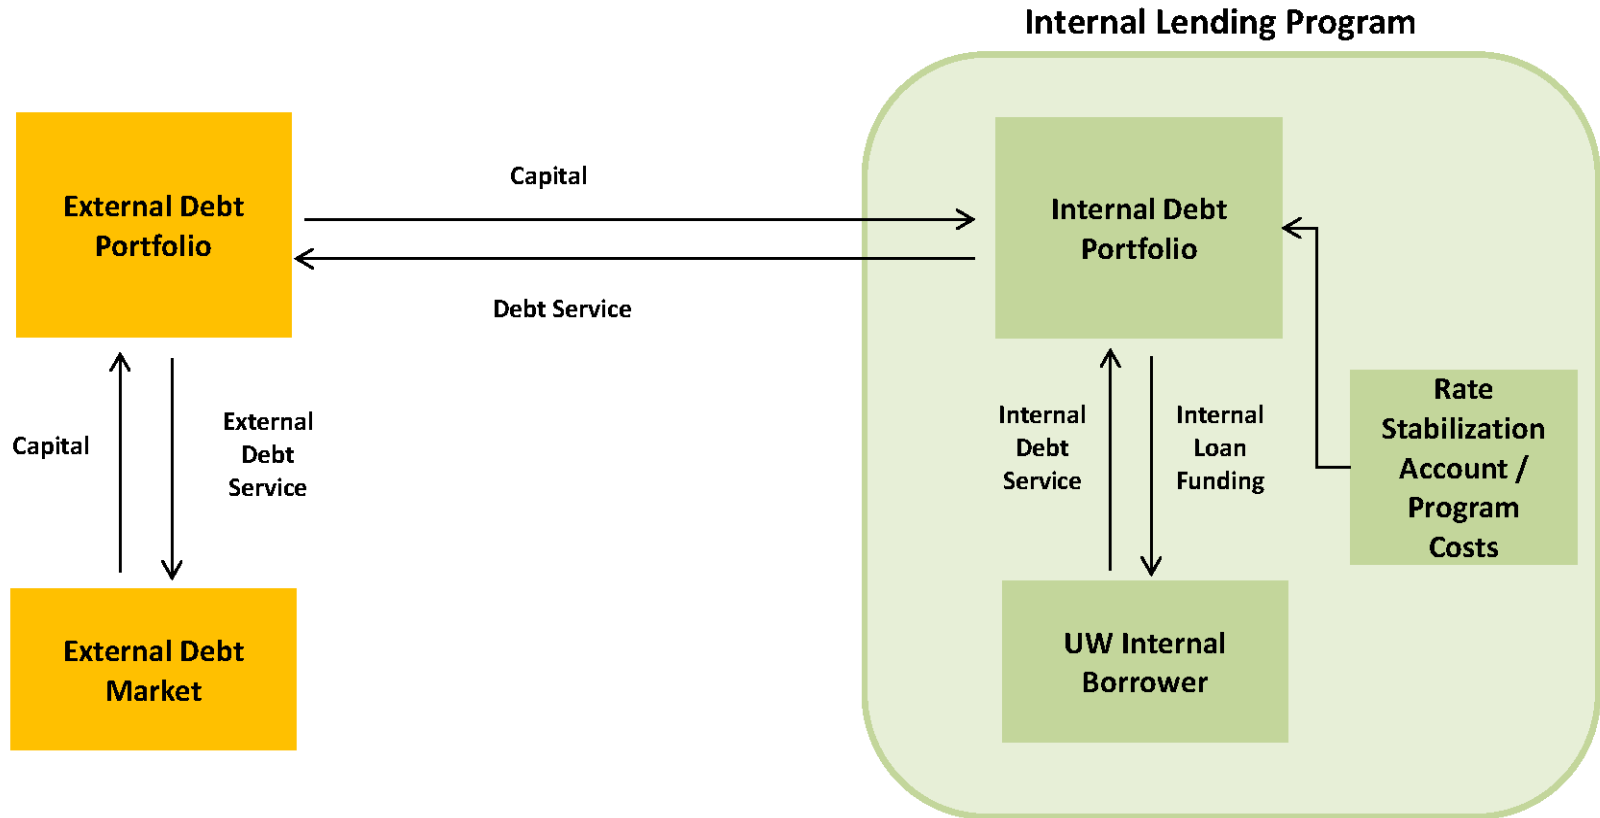 Internal Lending Program
External Debt
Portfolio
Capital
Debt Service
Internal Debt
Portfolio
Capital
External
Debt
Service
Internal
Debt
Service
Internal
Loan
Funding
Rate
Stabilization
Account /
Program
Costs
External Debt
Market
UW Internal
Borrower